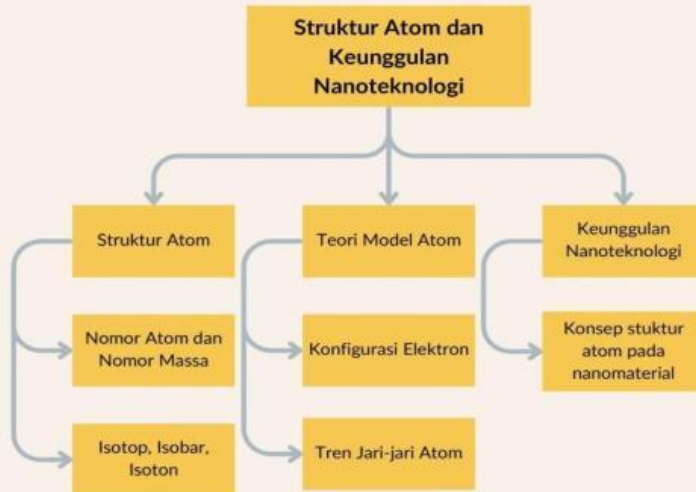 Struktur Atom dan
Keunggulan
Nanoteknologi
Struktur Atom
Teori Model Atom
Keunggulan
Nanoteknologi
Nomor Atom dan
Nomor Massa
Konfigurasi Elektron
Konsep stuktur
atom pada
nanomaterial
Isotop, Isobar,
Isoton
Tren Jari-jari Atom